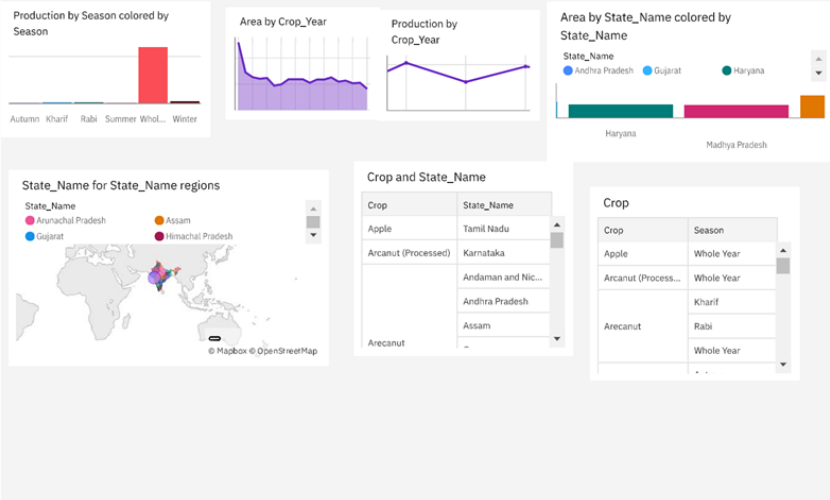 Production by Season colored by
Season
Autumn Kharif Rabi Summer Whol... Winter
Area by Crop_Year
Production by
Crop_Year
Area by State_Name colored by
State_Name
State_Name
Andhra Pradesh Gujarat Haryana
Haryana
Madhya Pradesh
State_Name for State_Name regions
State_Name
Arunachal Pradesh Assam
Gujarat Himachal Pradesh
© Mapbox © OpenStreetMap
Crop and State_Name
Crop State_Name
Apple Tamil Nadu
Arcanut (Processed) Karnataka
Andaman and Nic...
Andhra Pradesh
Assam
Arecanut
Crop
Crop Season
Apple Whole Year
Arcanut (Process... Whole Year
Kharif
Arecanut Rabi
Whole Year